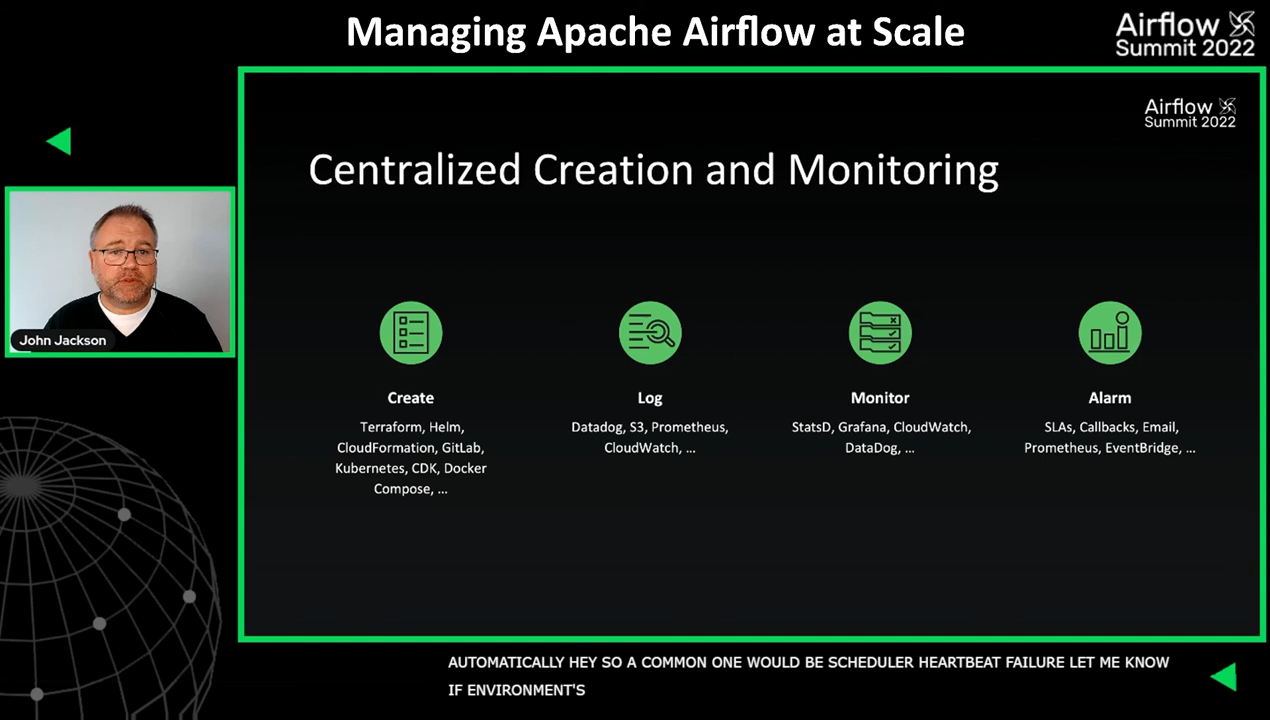 Managing Apache Airflow at Scale
Airflow
Summit 2022
Airflow
Summit 2022
Centralized Creation and Monitoring
John Jackson
Create
Terraform, Helm,
CloudFormation, GitLab,
Kubernetes, CDK, Docker
Compose, ...
Log
Datadog, S3, Prometheus,
CloudWatch, ...
Monitor
StatsD, Grafana, CloudWatch,
DataDog, ...
Alarm
SLAs, Callbacks, Email,
Prometheus, EventBridge, ...
AUTOMATICALLY HEY SO A COMMON ONE WOULD BE SCHEDULER HEARTBEAT FAILURE LET ME KNOW
IF ENVIRONMENT'S